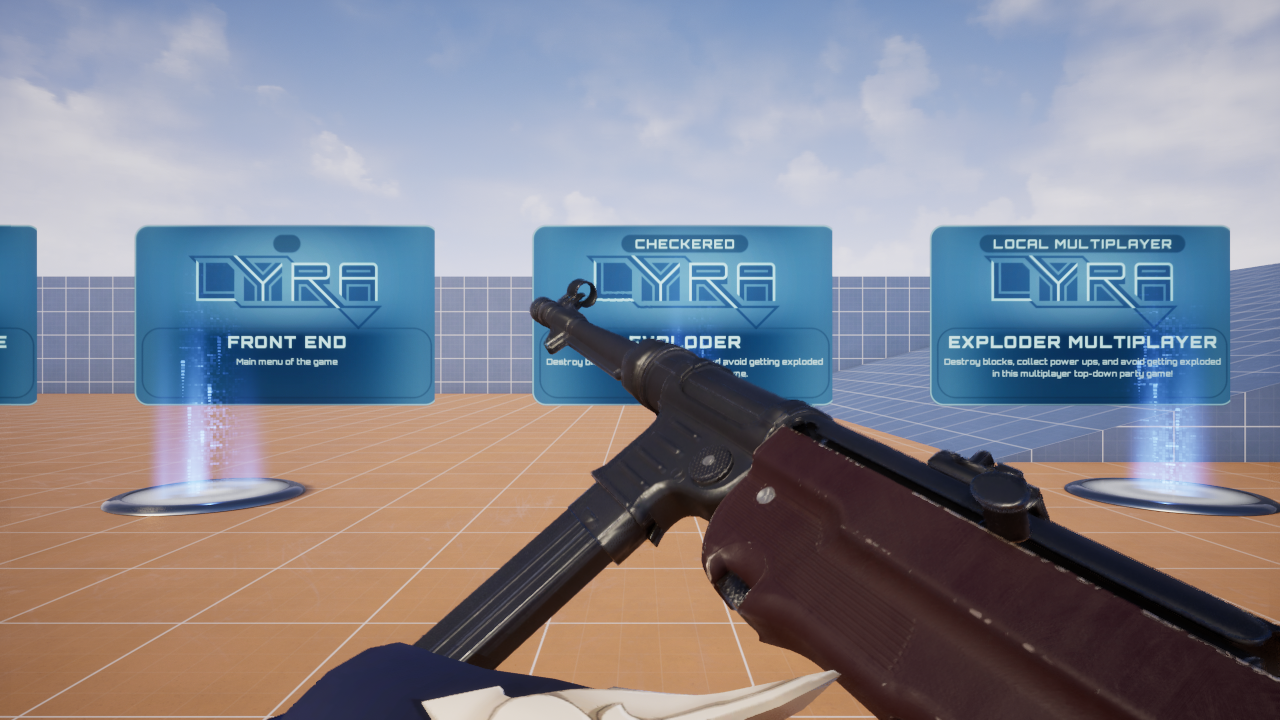 E
LYRA
FRONT END
Main menu of the game
CHECKERED
LYRA
EXPLODER
Destroy d avoid getting exploded
me.
LOCAL MULTIPLAYER
LYRA
EXPLODER MULTIPLAYER
Destroy blocks, collect power ups, and avoid getting exploded
in this multiplayer top-down party game!